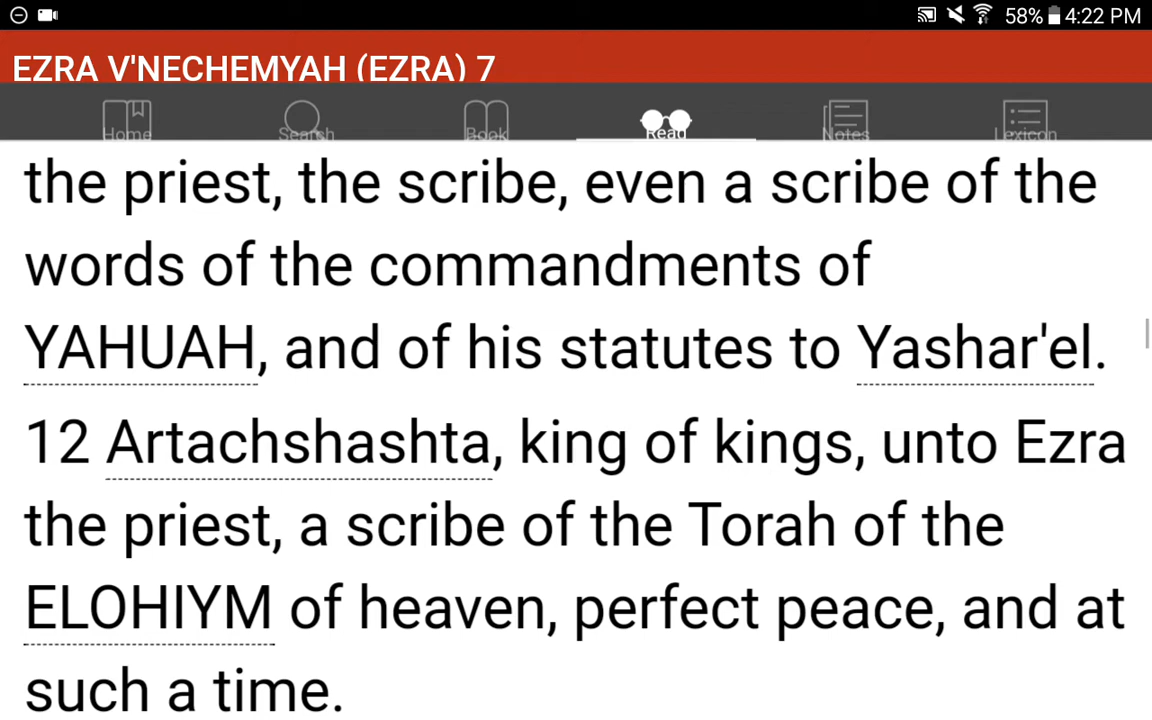 58% 4:22 PM
EZRA V'NECHEMYAH (EZRA) 7
Home Search Book Read Notes Lexicon
the priest, the scribe, even a scribe of the
words of the commandments of
YAHUAH, and of his statutes to Yashar'el.
12 Artachshashta, king of kings, unto Ezra
the priest, a scribe of the Torah of the
ELOHIYM of heaven, perfect peace, and at
such a time.